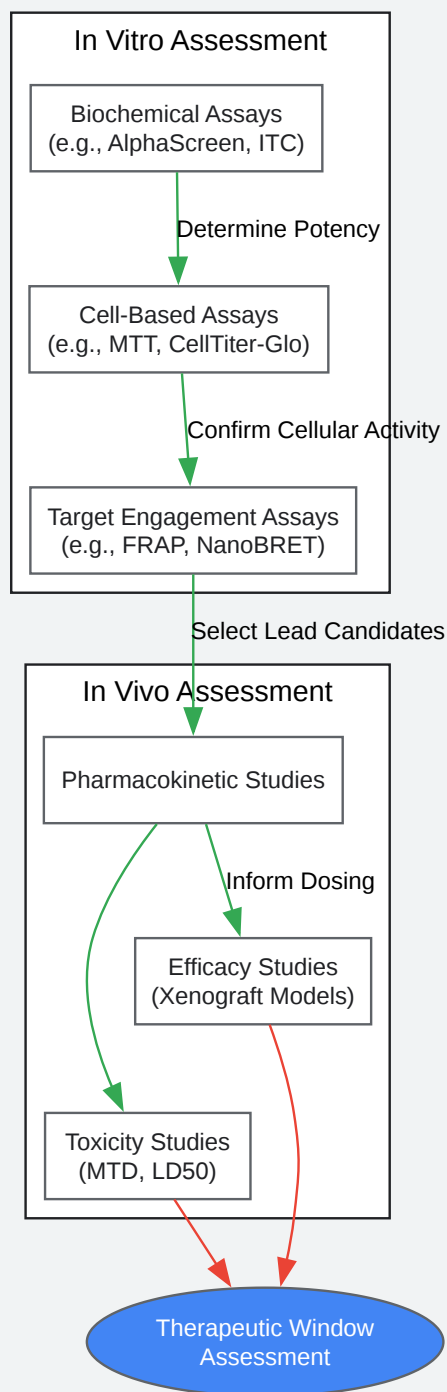 In Vitro Assessment
Biochemical Assays
(e.g., AlphaScreen, ITC)
Determine Potency
Cell-Based Assays
(e.g., MTT, CellTiter-Glo)
Confirm Cellular Activity
Target Engagement Assays
(e.g., FRAP, NanoBRET)
Select Lead Candidates
In Vivo Assessment
Pharmacokinetic Studies
Inform Dosing
Efficacy Studies
(Xenograft Models)
Toxicity Studies
(MTD, LD50)
Therapeutic Window
Assessment